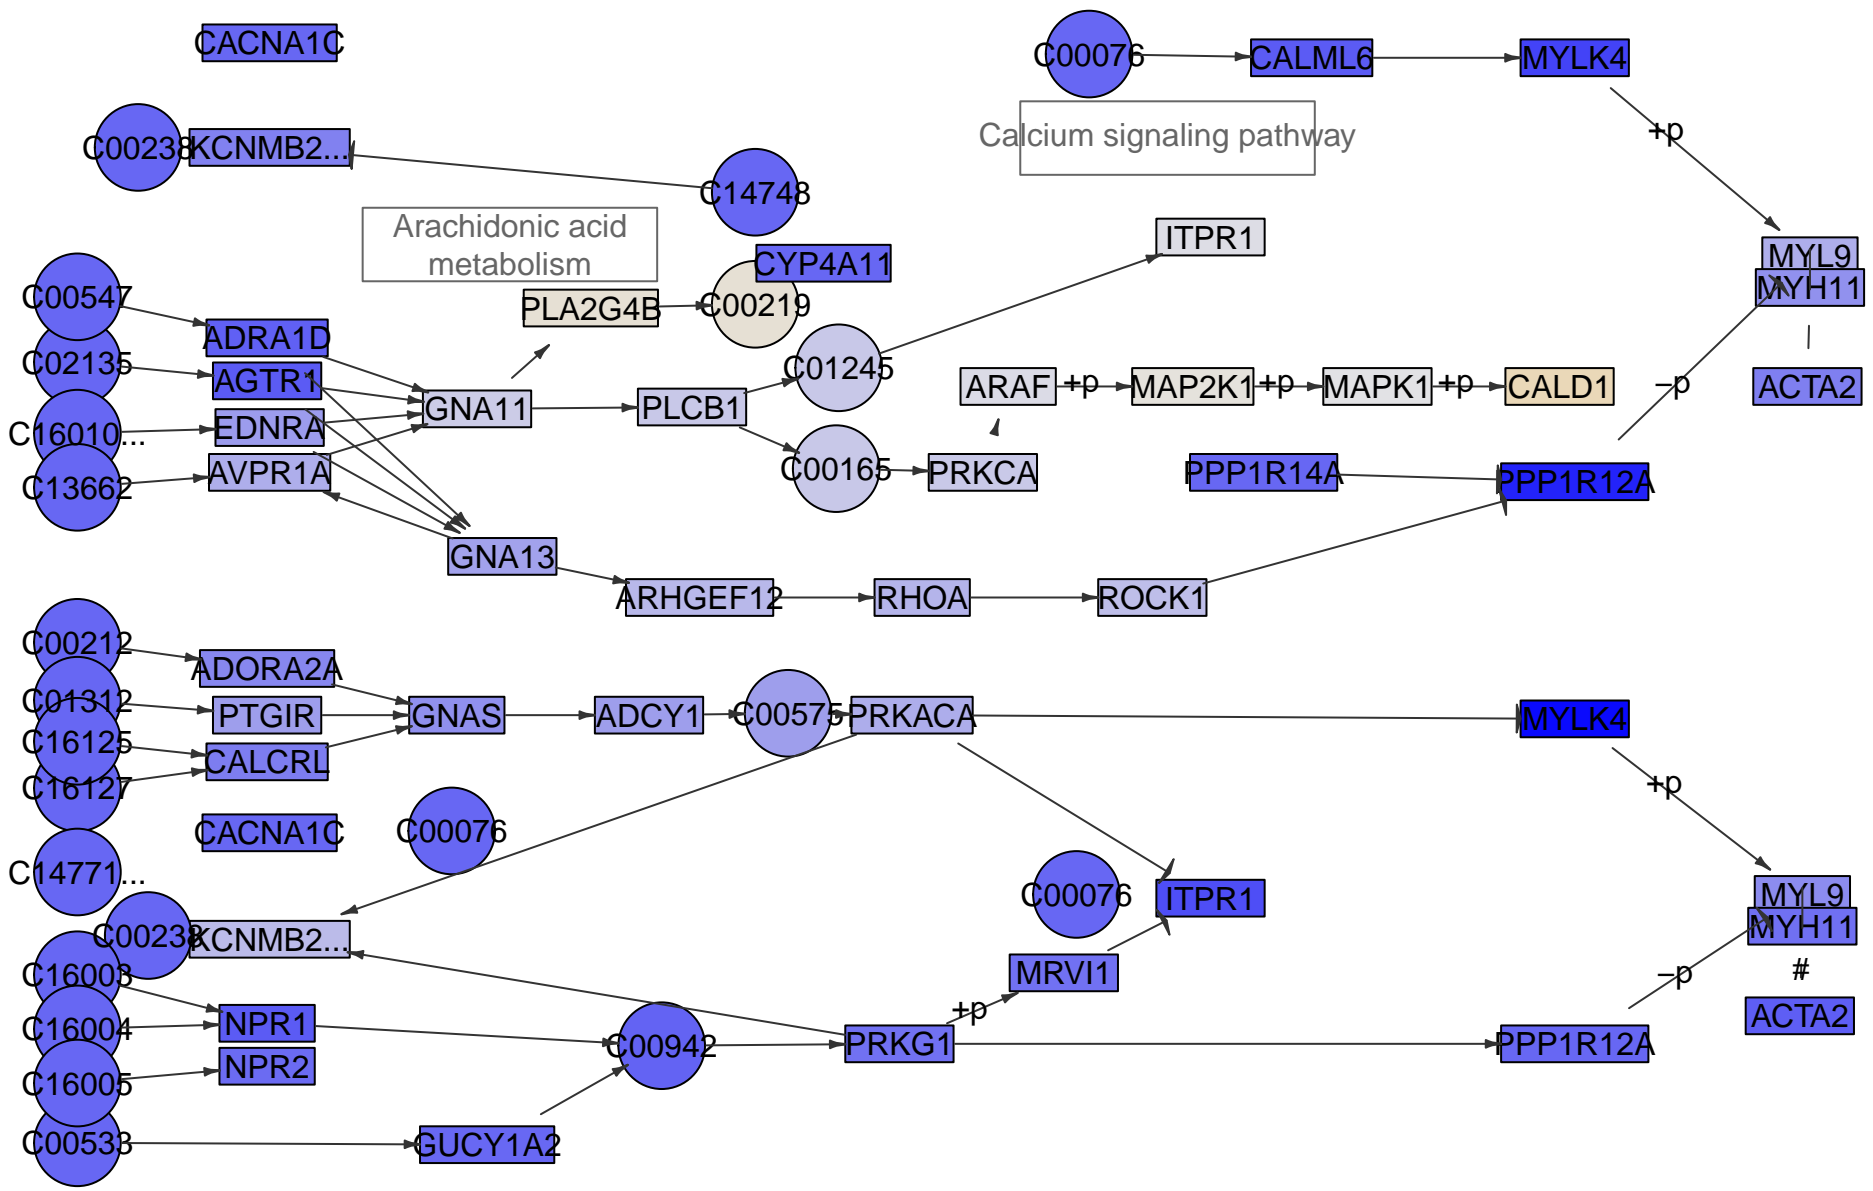 CACNA1C
C00076
CALML6
MYLK4
+p
C00238
KCNMB2...
Calcium signaling pathway
C14748
Arachidonic acid
metabolism
ITPR1
CYP4A11
MYL9
MYH11
C00547
PLA2G4B
C00219
ADRA1D
C02135
AGTR1
C01245
ARAF
+p
MAP2K1
+p
MAPK1
+p
CALD1
–p
ACTA2
GNA11
PLCB1
C16010...
EDNRA
C13662
AVPR1A
C00165
PRKCA
PPP1R14A
PPP1R12A
GNA13
ARHGEF12
RHOA
ROCK1
C00212
ADORA2A
C01312
PTGIR
GNAS
ADCY1
C00575
PRKACA
MYLK4
C16125
CALCRL
C16127
+p
CACNA1C
C00076
C14771...
C00076
ITPR1
MYL9
MYH11
C00238
KCNMB2...
C16003
MRVI1
–p
#
+p
C16004
NPR1
ACTA2
C00942
PRKG1
PPP1R12A
NPR2
C16005
C00533
GUCY1A2